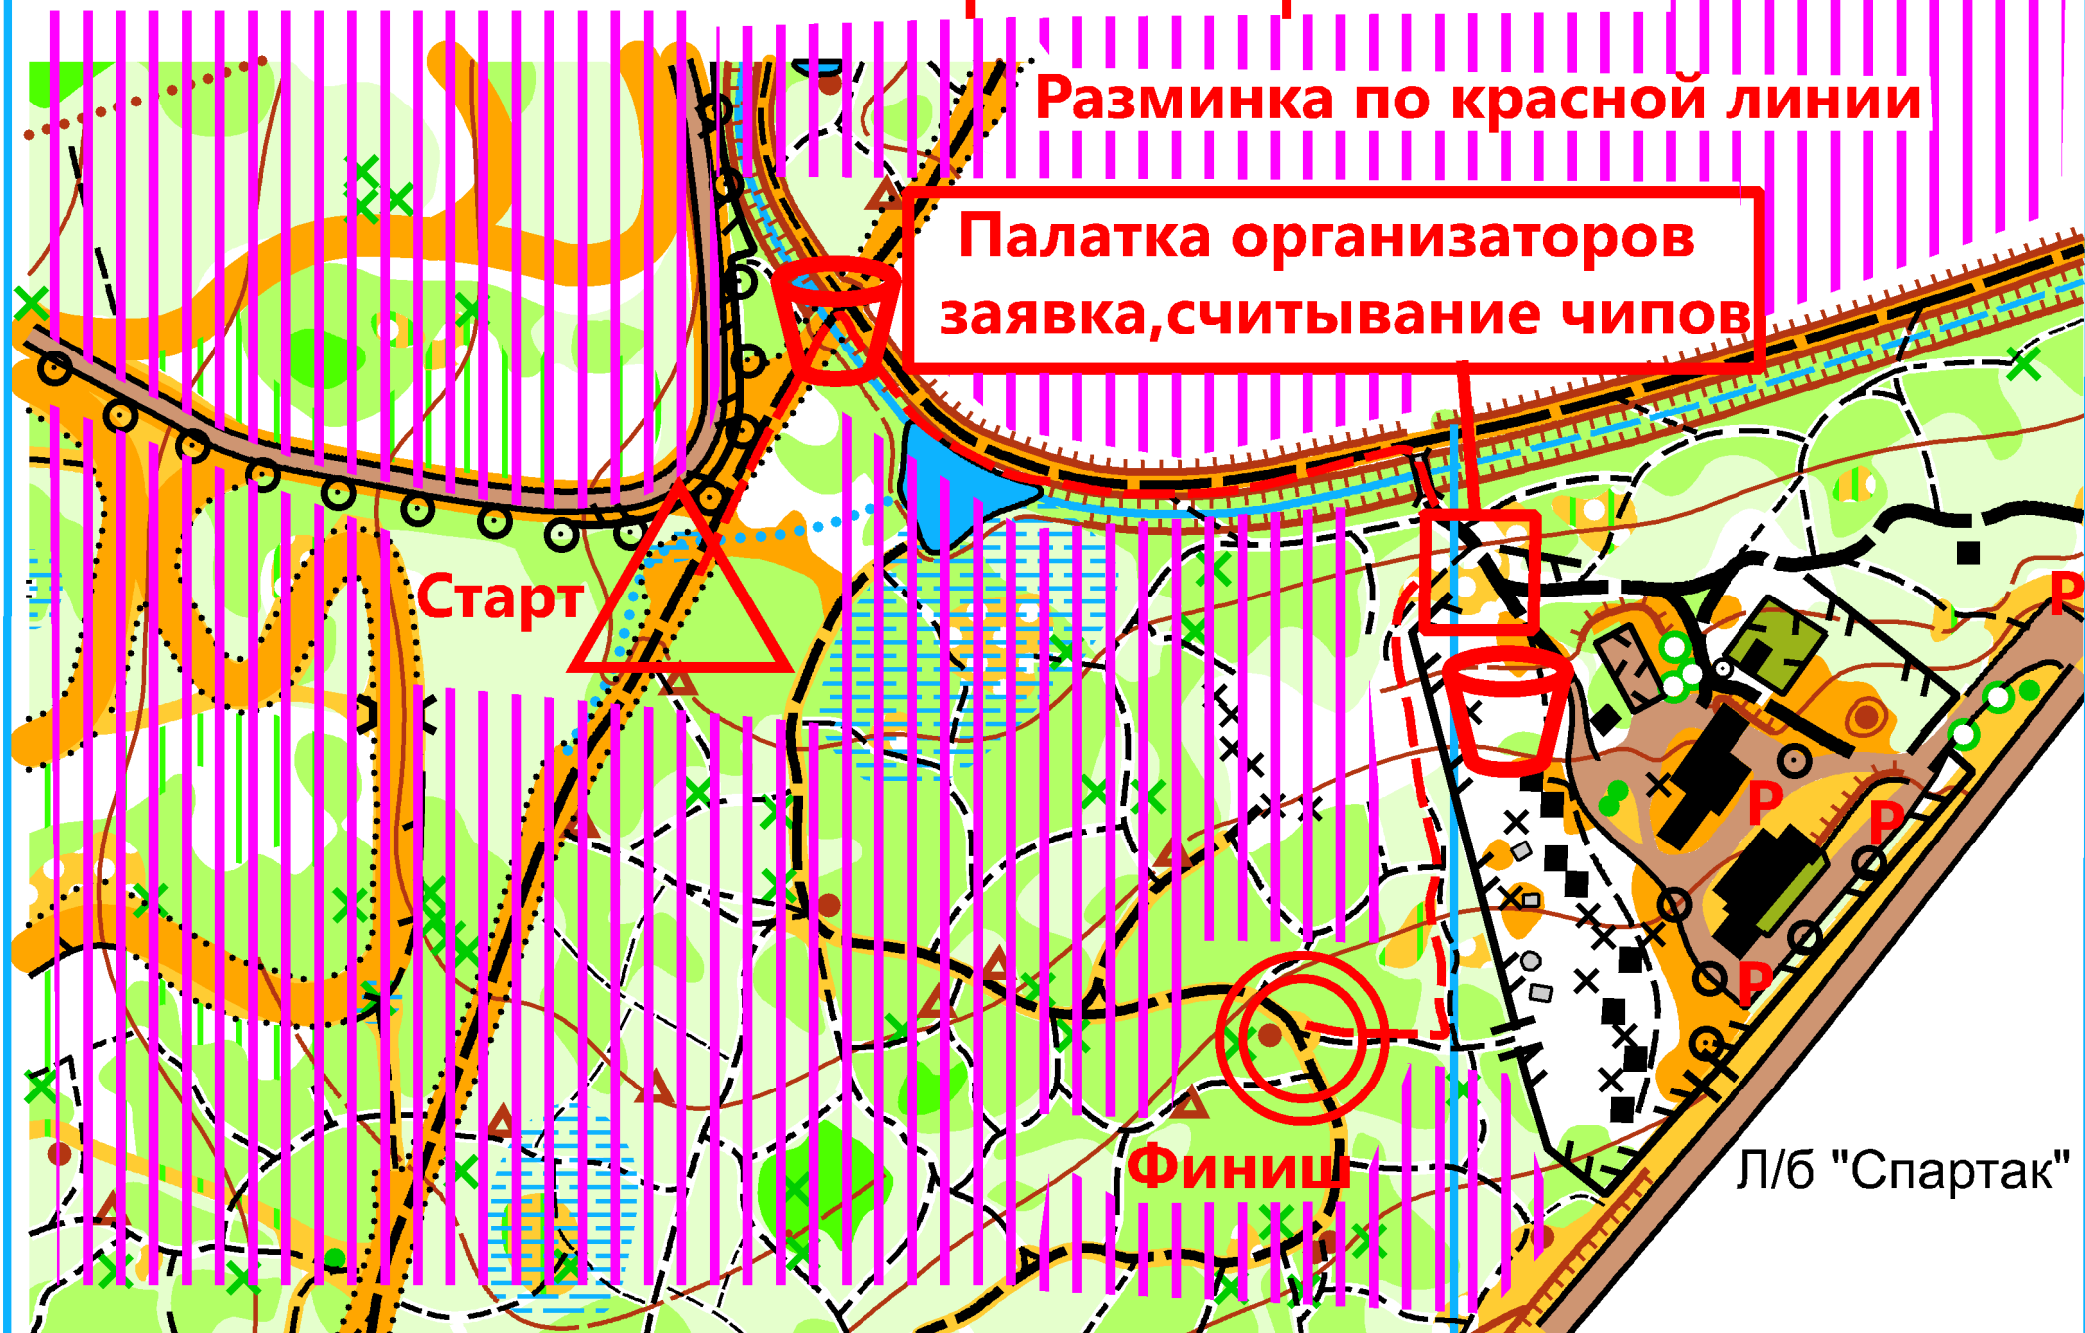 Разминка по красной линии
Палатка организаторов
заявка,считывание чипов
Старт
P
P
P
P
Финиш
Л/б "Спартак"